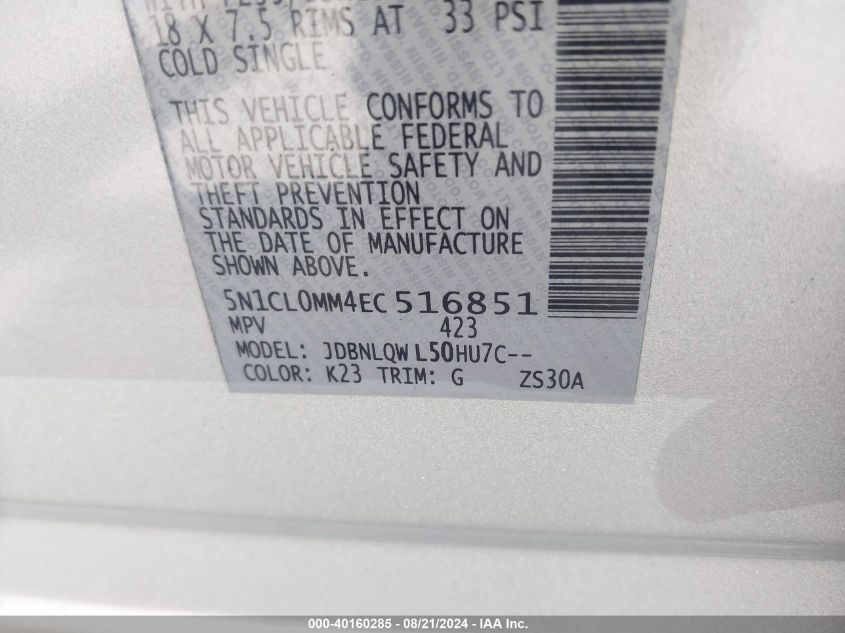 18 X 7.5 RIMS AT 33 PSI
COLD SINGLE
THIS VEHICLE CONFORMS TO
ALL APPLICABLE FEDERAL
MOTOR VEHICLE SAFETY AND
THEFT PREVENTION
STANDARDS IN EFFECT ON
THE DATE OF MANUFACTURE
SHOWN ABOVE.
5N1CL0MM4EC516851
MPV 423
MODEL: JDBNLQWL50HU7C--
COLOR: K23 TRIM: G ZS30A
000-40160285 - 08/21/2024 - IAA Inc.